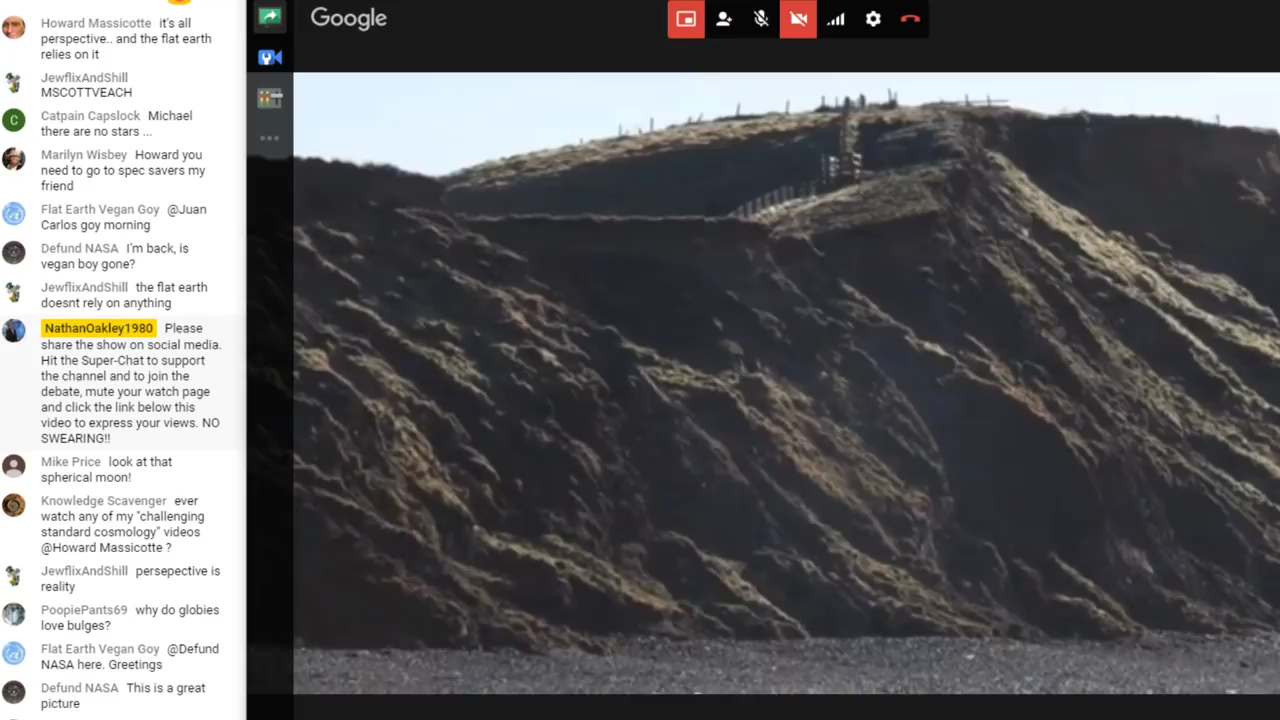 Howard Massicotte it's all
perspective.. and the flat earth
relies on it
JewflixAndShill
MSCOTTVEACH
Catpain Capslock Michael
there are no stars ...
Marilyn Wisbey Howard you
need to go to spec savers my
friend
Flat Earth Vegan Goy @Juan
Carlos goy morning
Defund NASA I'm back, is
vegan boy gone?
JewflixAndShill the flat earth
doesnt rely on anything
NathanOakley1980 Please
share the show on social media.
Hit the Super-Chat to support
the channel and to join the
debate, mute your watch page
and click the link below this
video to express your views. NO
SWEARING!!
Mike Price look at that
spherical moon!
Knowledge Scavenger ever
watch any of my "challenging
standard cosmology" videos
@Howard Massicotte ?
JewflixAndShill persepective is
reality
PoopiePants69 why do globies
love bulges?
Flat Earth Vegan Goy @Defund
NASA here. Greetings
Defund NASA This is a great
picture
Google
C